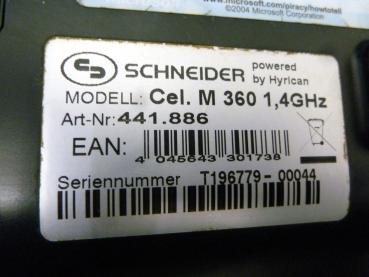 www.microsoft.com/piracy/howtotell
©2004 Microsoft Corporation
SCHNEIDER powered by Hyrican
MODELL: Cel. M 360 1,4GHz
Art-Nr: 441.886
EAN: 4 045643 301738
Seriennummer T196779-00044